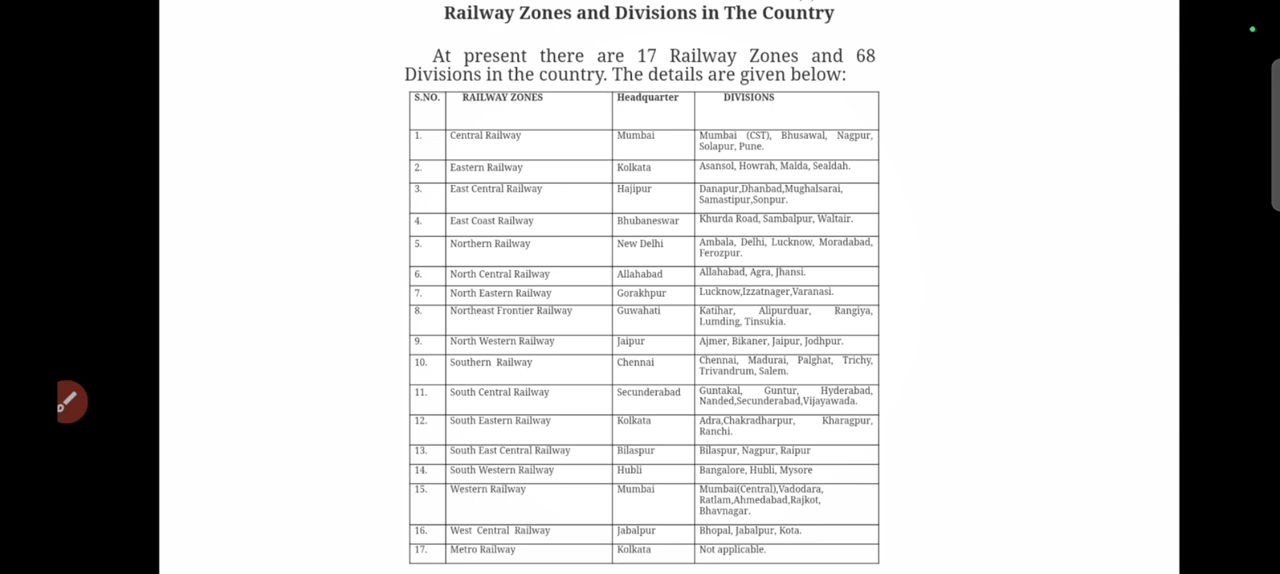 Railway Zones and Divisions in The Country
At present there are 17 Railway Zones and 68
Divisions in the country. The details are given below:
S.NO. RAILWAY ZONES Headquarter DIVISIONS
1. Central Railway Mumbai Mumbai (CST), Bhusawal, Nagpur,
Solapur, Pune.
2. Eastern Railway Kolkata Asansol, Howrah, Malda, Sealdah.
3. East Central Railway Hajipur Danapur,Dhanbad,Mughalsarai,
Samastipur,Sonpur.
4. East Coast Railway Bhubaneswar Khurda Road, Sambalpur, Waltair.
5. Northern Railway New Delhi Ambala, Delhi, Lucknow, Moradabad,
Ferozpur.
6. North Central Railway Allahabad Allahabad, Agra, Jhansi.
7. North Eastern Railway Gorakhpur Lucknow,Izzatnager,Varanasi.
8. Northeast Frontier Railway Guwahati Katihar, Alipurduar, Rangiya,
Lumding, Tinsukia.
9. North Western Railway Jaipur Ajmer, Bikaner, Jaipur, Jodhpur.
10. Southern Railway Chennai Chennai, Madurai, Palghat, Trichy,
Trivandrum, Salem.
11. South Central Railway Secunderabad Guntakal, Guntur, Hyderabad,
Nanded,Secunderabad,Vijayawada.
12. South Eastern Railway Kolkata Adra,Chakradharpur, Kharagpur,
Ranchi.
13. South East Central Railway Bilaspur Bilaspur, Nagpur, Raipur
14. South Western Railway Hubli Bangalore, Hubli, Mysore
15. Western Railway Mumbai Mumbai(Central),Vadodara,
Ratlam,Ahmedabad,Rajkot,
Bhavnagar.
16. West Central Railway Jabalpur Bhopal, Jabalpur, Kota.
17. Metro Railway Kolkata Not applicable.